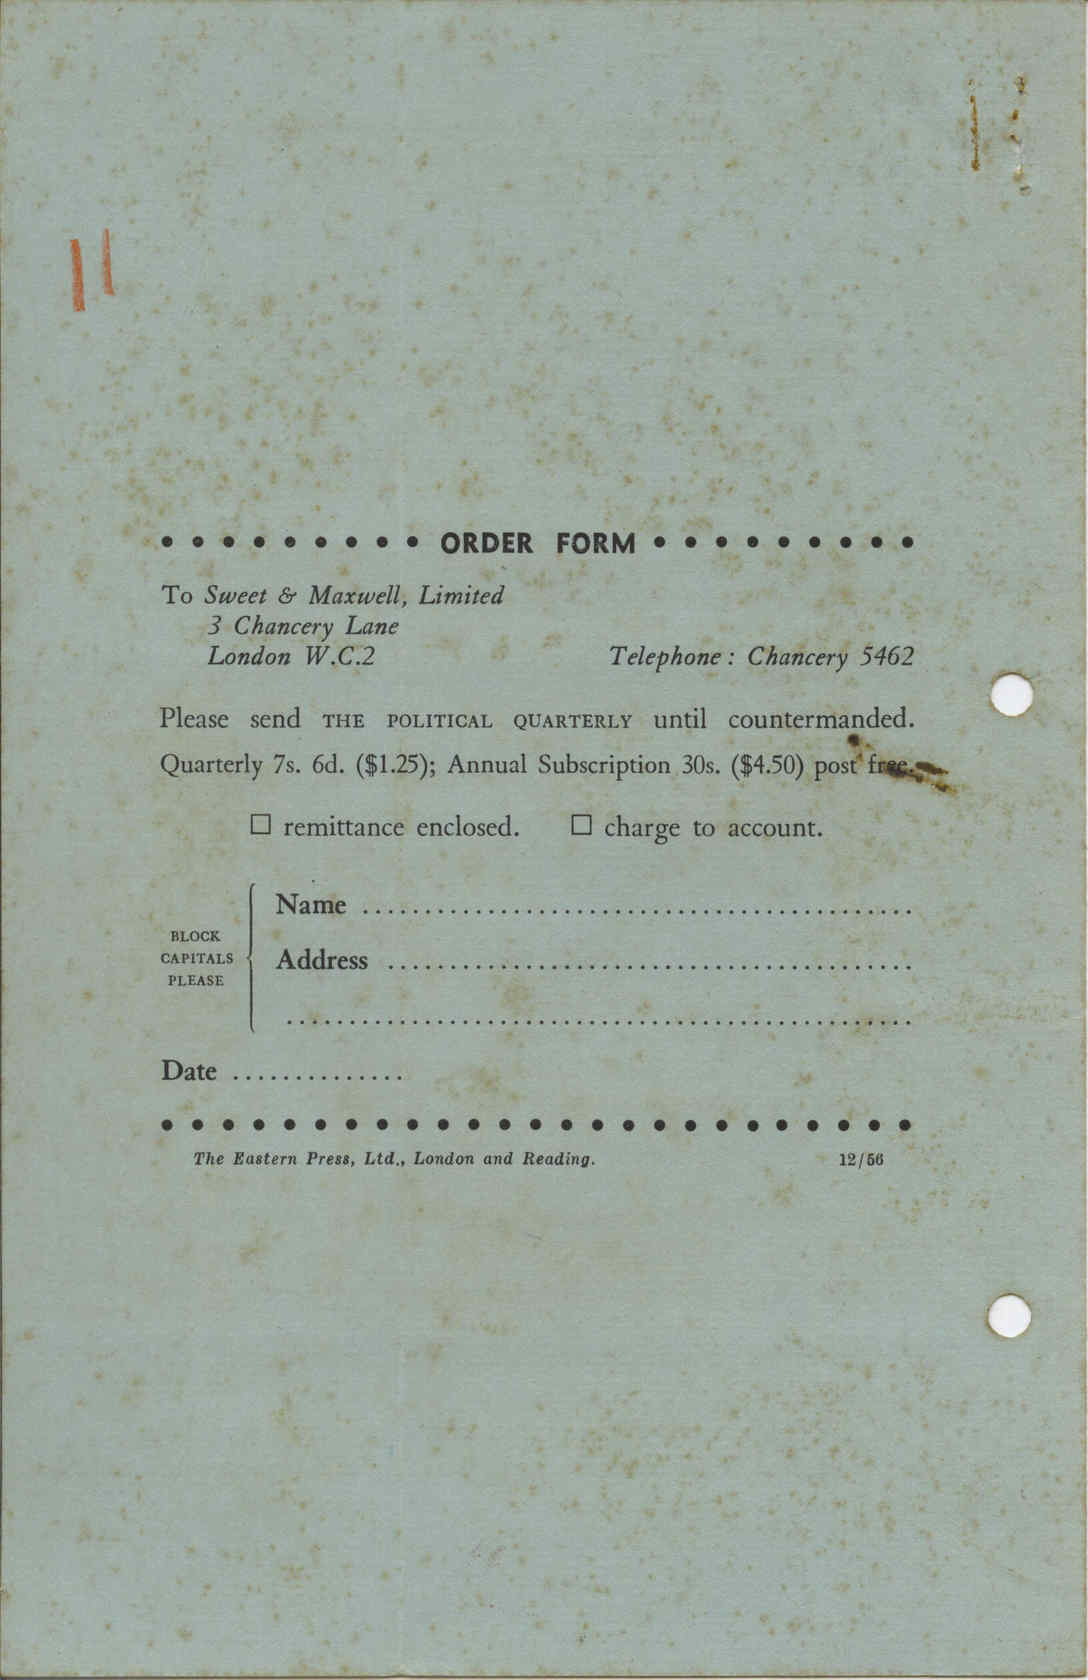 11
ORDER FORM
To Sweet & Maxwell, Limited
3 Chancery Lane
London W.C.2 Telephone: Chancery 5462
Please send THE POLITICAL QUARTERLY until countermanded.
Quarterly 7s. 6d. ($1.25); Annual Subscription 30s. ($4.50) post free.
☐ remittance enclosed. ☐ charge to account.
Name ..............................................
BLOCK CAPITALS PLEASE
Address ............................................
....................................................
Date ..............
The Eastern Press, Ltd., London and Reading. 12/56